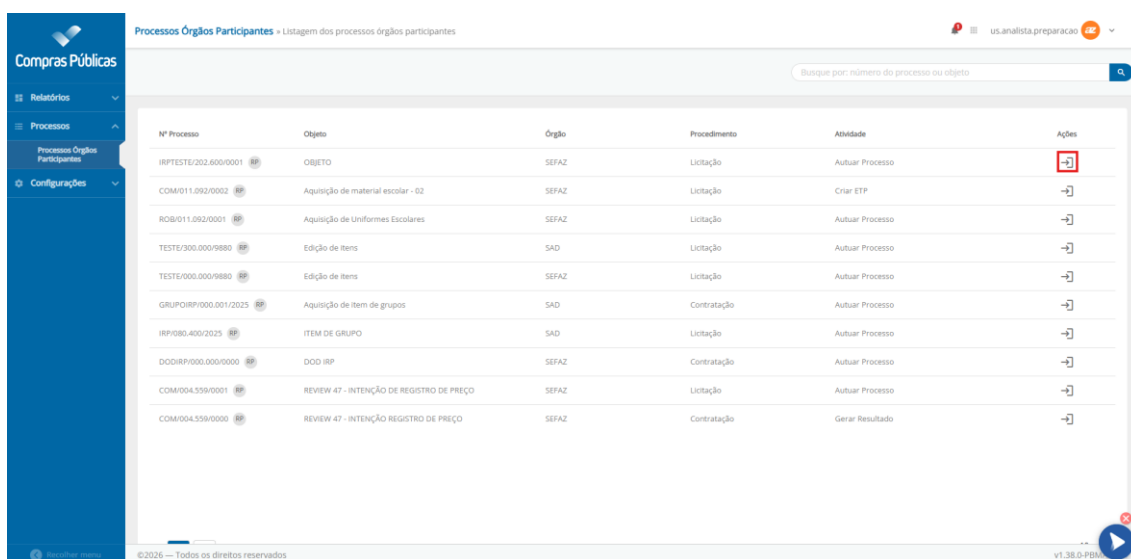 Compras Públicas
Relatórios
Processos
Processos Órgãos
Participantes
Configurações
Recolher menu
Processos Órgãos Participantes » Listagem dos processos órgãos participantes
us.analista.preparacao
Busque por: número do processo ou objeto
Nº Processo Objeto Órgão Procedimento Atividade Ações
IRPTESTE/202.600/0001 RP OBJETO SEFAZ Licitação Autuar Processo
COM/011.092/0002 RP Aquisição de material escolar - 02 SEFAZ Licitação Criar ETP
ROB/011.092/0001 RP Aquisição de Uniformes Escolares SEFAZ Licitação Autuar Processo
TESTE/300.000/9880 RP Edição de itens SAD Licitação Autuar Processo
TESTE/000.000/9880 RP Edição de itens SEFAZ Licitação Autuar Processo
GRUPOIRP/000.001/2025 RP Aquisição de item de grupos SAD Contratação Autuar Processo
IRP/080.400/2025 RP ITEM DE GRUPO SAD Licitação Autuar Processo
DODIRP/000.000/0000 RP DOD IRP SEFAZ Contratação Autuar Processo
COM/004.559/0001 RP REVIEW 47 - INTENÇÃO DE REGISTRO DE PREÇO SEFAZ Licitação Autuar Processo
COM/004.559/0000 RP REVIEW 47 - INTENÇÃO REGISTRO DE PREÇO SEFAZ Contratação Gerar Resultado
©2026 — Todos os direitos reservados